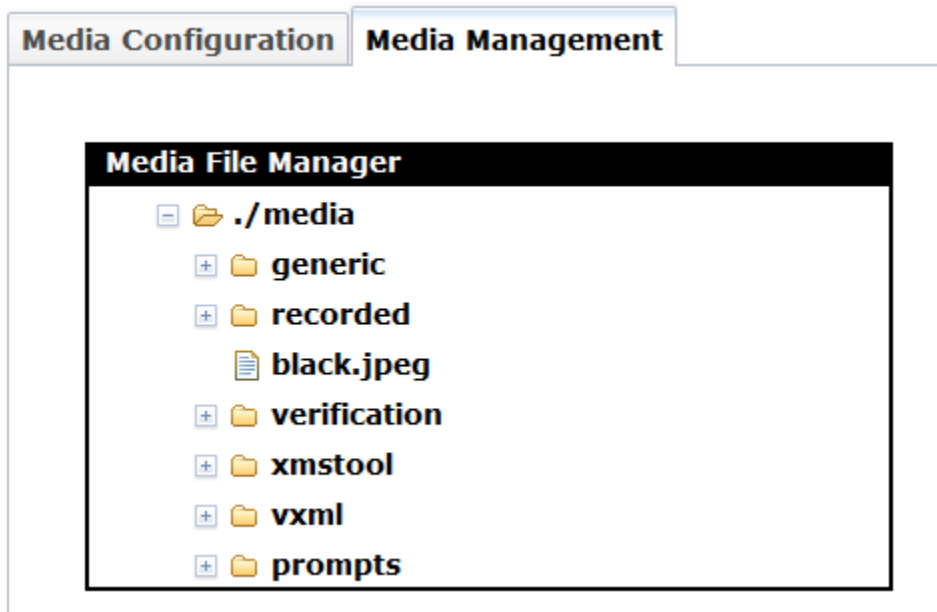 Media Configuration Media Management
Media File Manager
./media
generic
recorded
black.jpeg
verification
xmstool
vxml
prompts